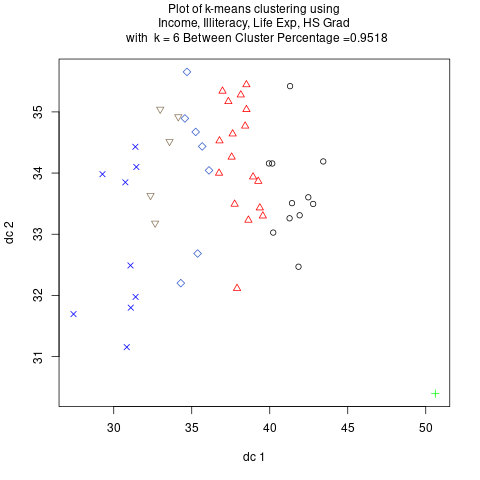 Plot of k-means clustering using
Income, Illiteracy, Life Exp, HS Grad
with k = 6 Between Cluster Percentage =0.9518
35
34
33
32
31
dc 2
30 35 40 45 50
dc 1